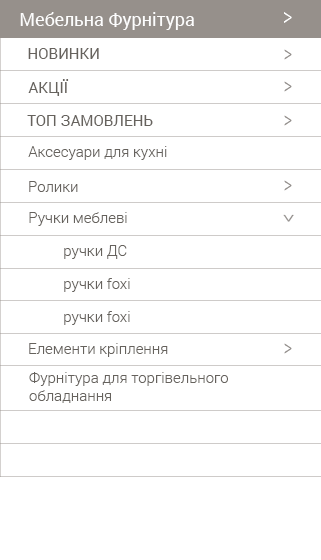 Мебельна Фурнітура
НОВИНКИ
АКЦІЇ
ТОП ЗАМОВЛЕНЬ
Аксесуари для кухні
Ролики
Ручки меблеві
ручки ДС
ручки foxi
ручки foxi
Елементи кріплення
Фурнітура для торгівельного
обладнання